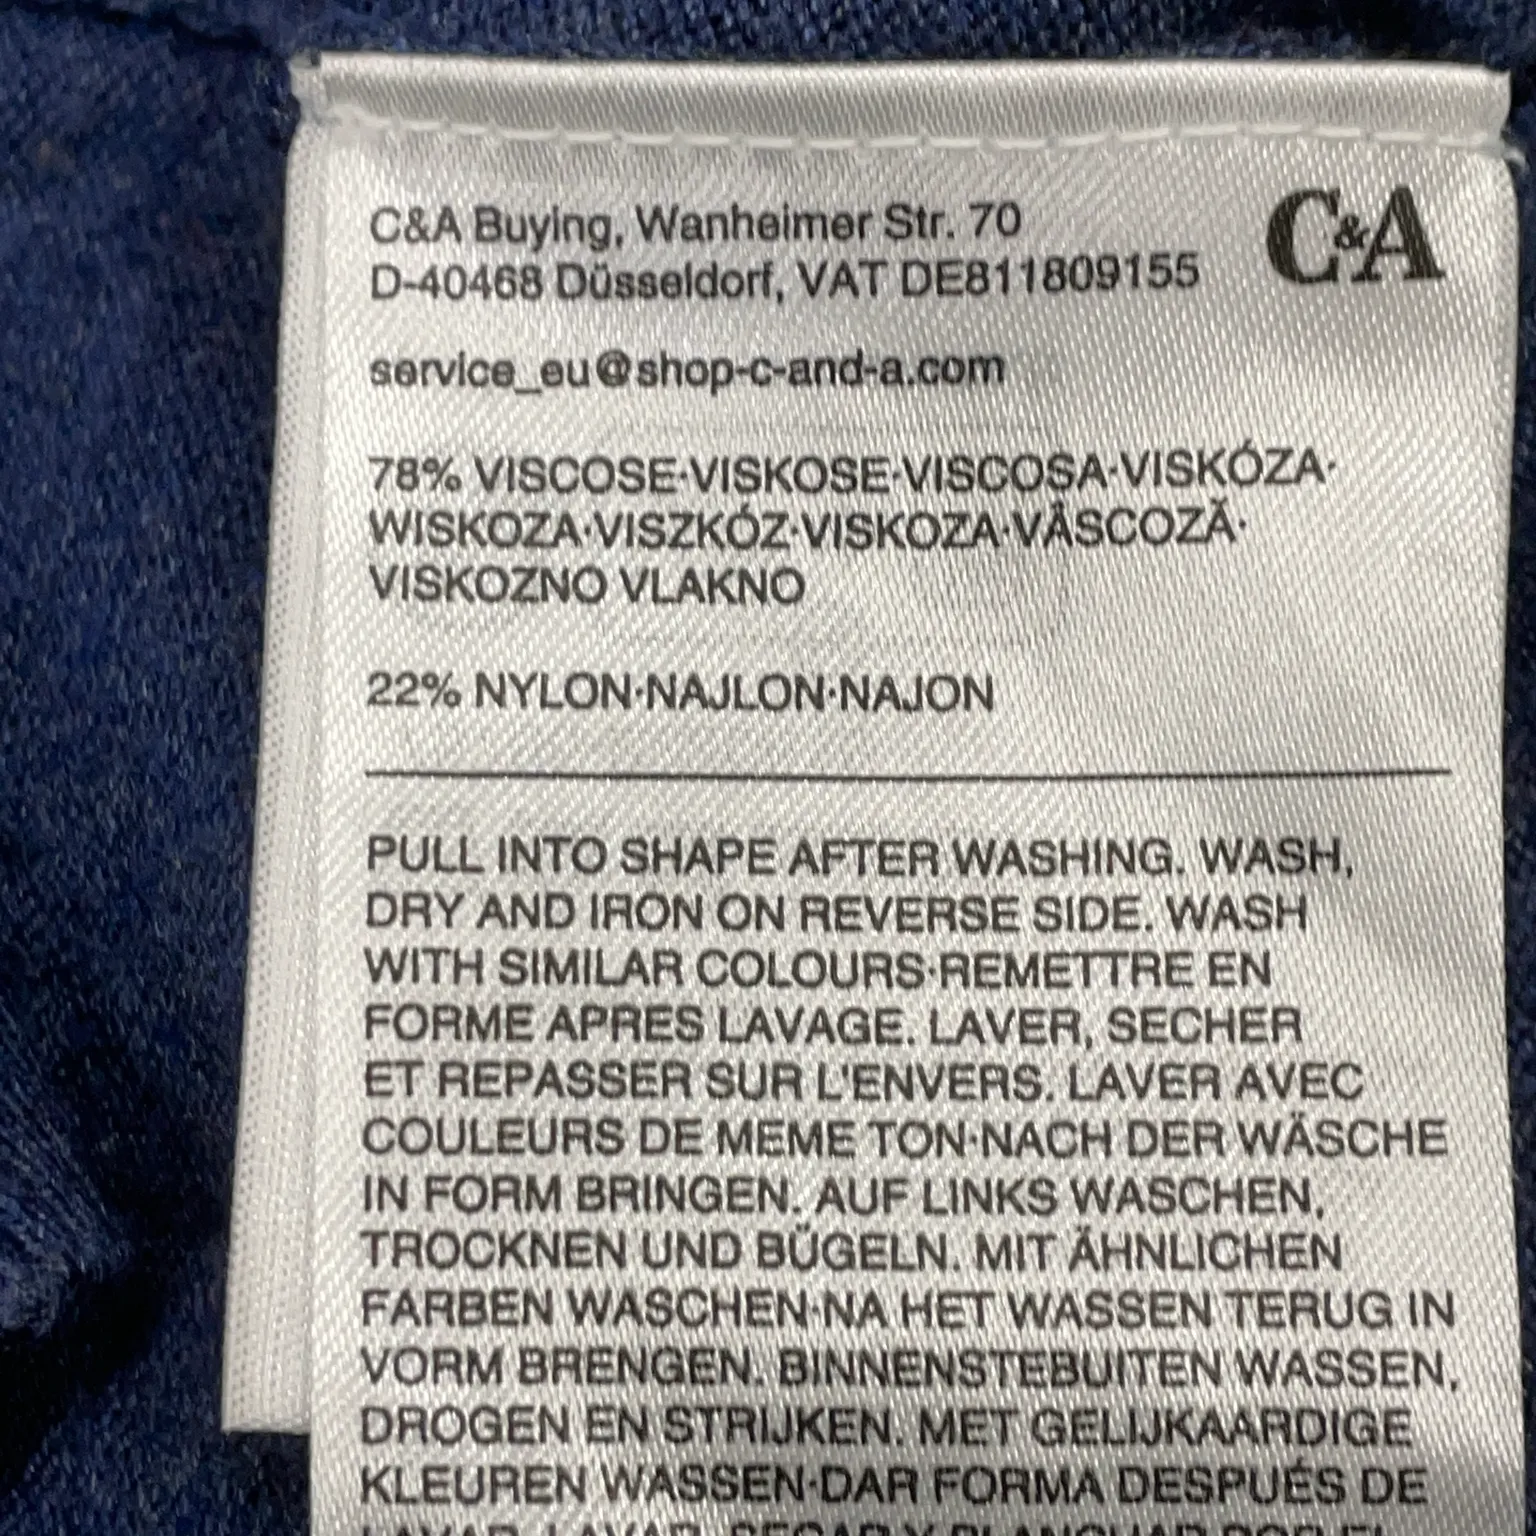 C&A Buying, Wanheimer Str. 70
D-40468 Düsseldorf, VAT DE811809155
C&A
service_eu@shop-c-and-a.com
78% VISCOSE·VISKOSE·VISCOSA·VISKÓZA·
WISKOZA·VISZKÓZ·VISKOZA·VÂSCOZĂ·
VISKOZNO VLAKNO
22% NYLON·NAJLON·NAJON
PULL INTO SHAPE AFTER WASHING. WASH,
DRY AND IRON ON REVERSE SIDE. WASH
WITH SIMILAR COLOURS·REMETTRE EN
FORME APRES LAVAGE. LAVER, SECHER
ET REPASSER SUR L'ENVERS. LAVER AVEC
COULEURS DE MEME TON·NACH DER WÄSCHE
IN FORM BRINGEN. AUF LINKS WASCHEN,
TROCKNEN UND BÜGELN. MIT ÄHNLICHEN
FARBEN WASCHEN·NA HET WASSEN TERUG IN
VORM BRENGEN. BINNENSTEBUITEN WASSEN,
DROGEN EN STRIJKEN. MET GELIJKAARDIGE
KLEUREN WASSEN·DAR FORMA DESPUÉS DE
LAVAR. LAVAR, SECAR Y PLANCHAR